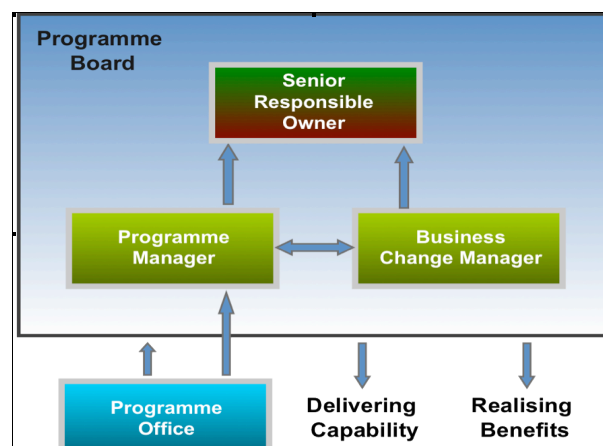 Programme
Board
Senior
Responsible
Owner
Programme
Manager
Business
Change Manager
Programme
Office
Delivering
Capability
Realising
Benefits